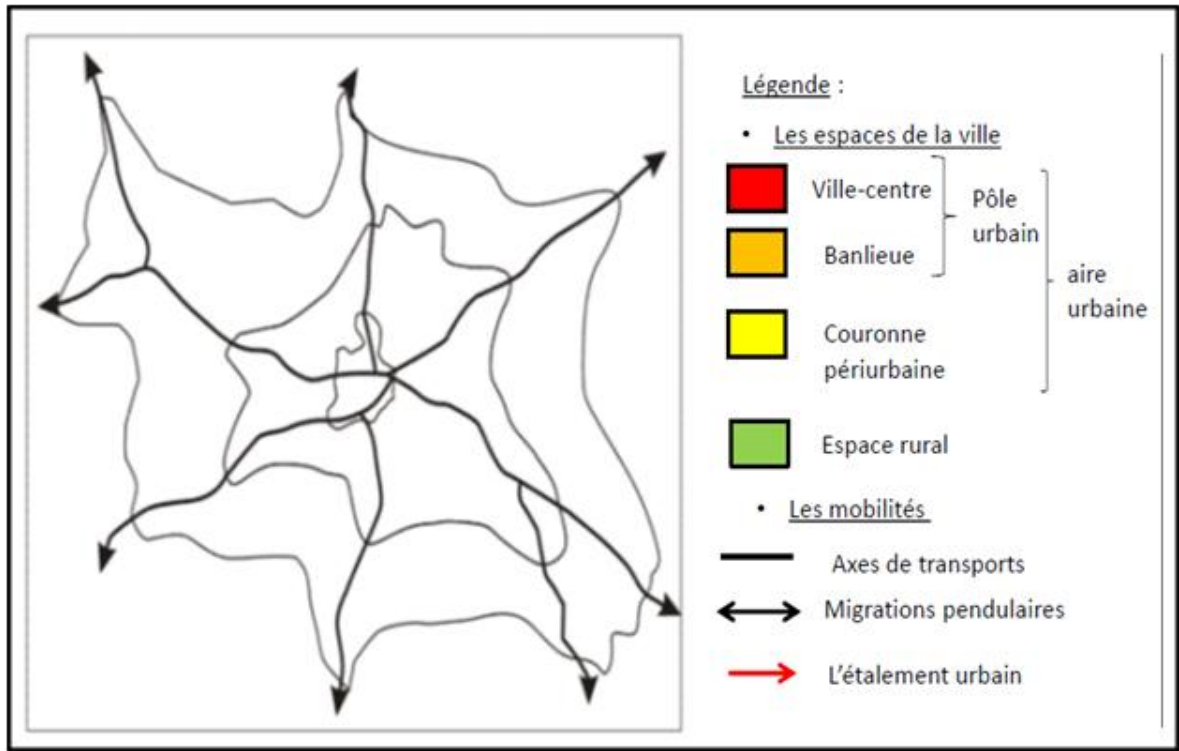 Légende :
• Les espaces de la ville
Ville-centre
Pôle
urbain
Banlieue
aire
urbaine
Couronne
périurbaine
Espace rural
• Les mobilités
Axes de transports
Migrations pendulaires
L'étalement urbain